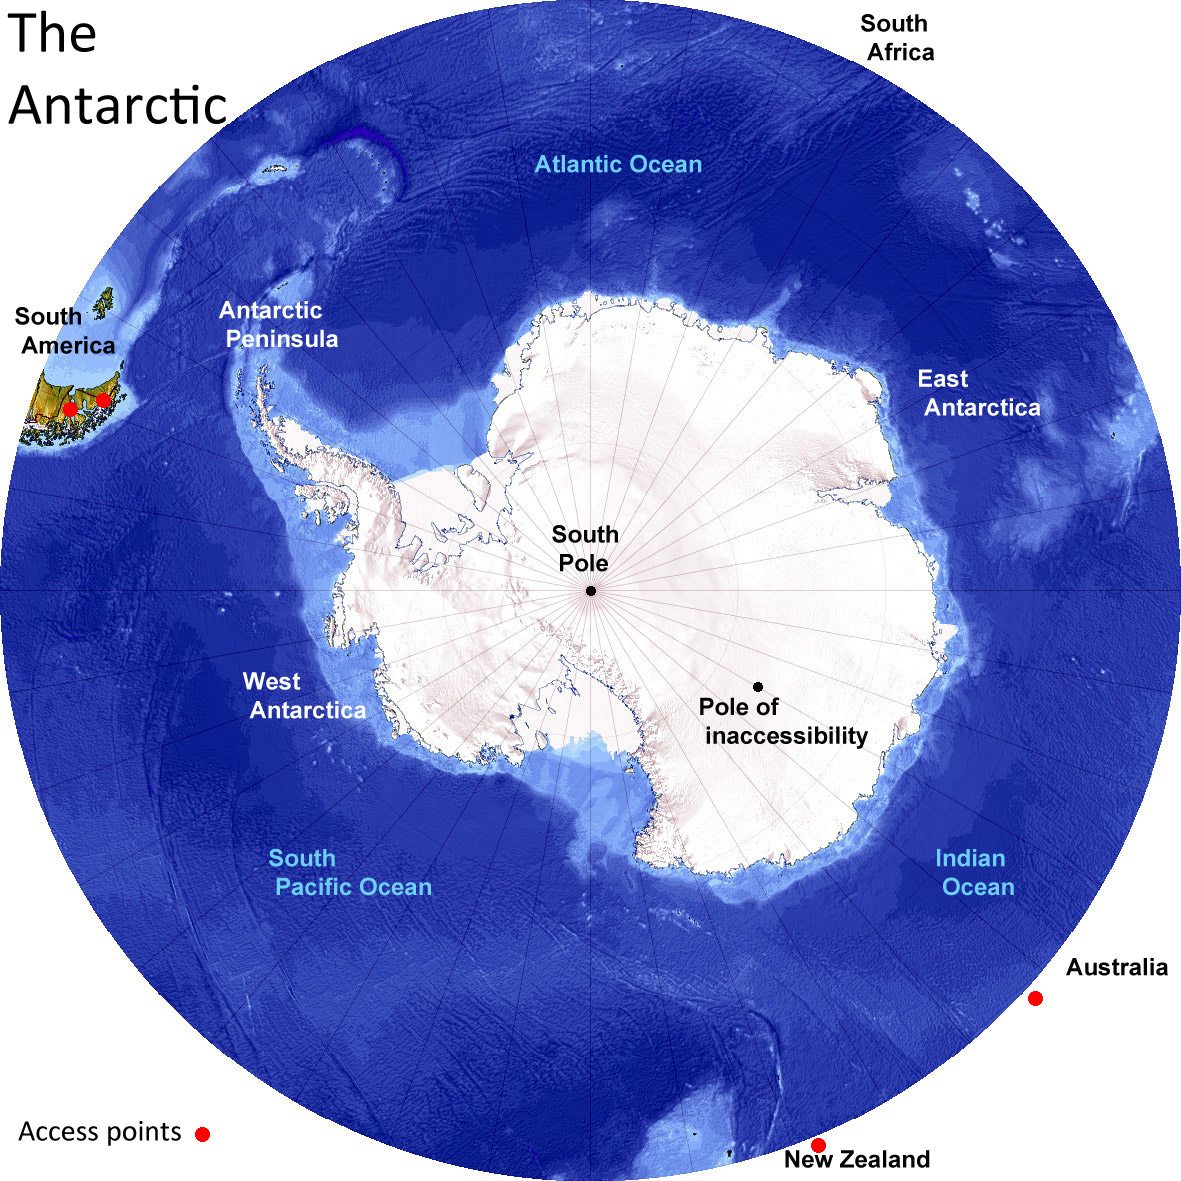 The
Antarctic
South
Africa
Atlantic Ocean
South
America
Antarctic
Peninsula
East
Antarctica
South
Pole
West
Antarctica
Pole of
inaccessibility
South
Pacific Ocean
Indian
Ocean
Australia
Access points
New Zealand